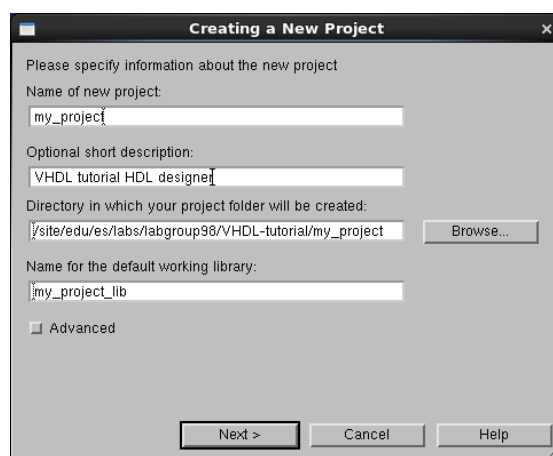 Creating a New Project
Please specify information about the new project
Name of new project:
my_project
Optional short description:
VHDL tutorial HDL designer
Directory in which your project folder will be created:
/site/edu/es/labs/labgroup98/VHDL-tutorial/my_project
Browse...
Name for the default working library:
my_project_lib
Advanced
Next >
Cancel
Help